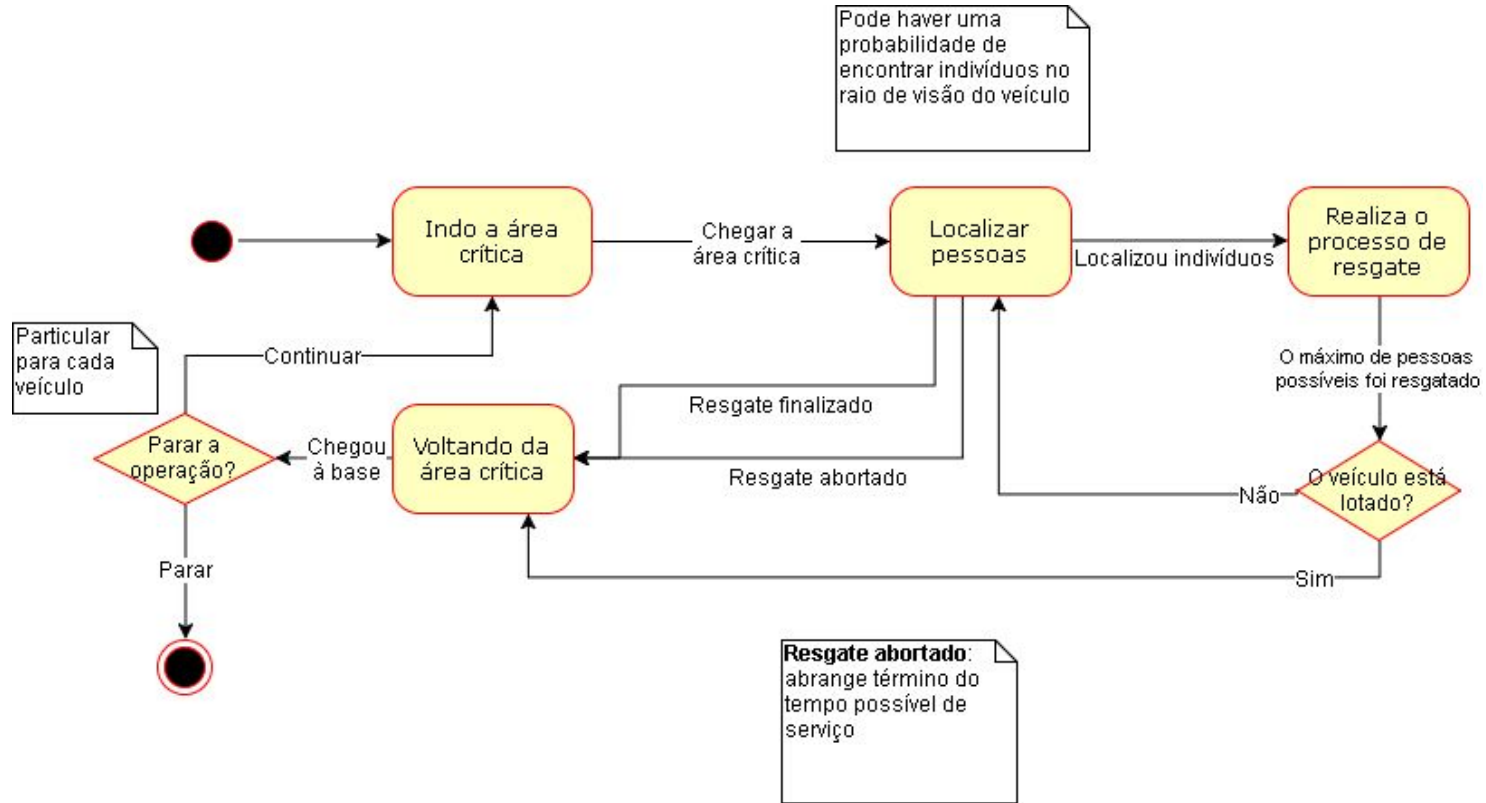 Pode haver uma
probabilidade de
encontrar indivíduos no
raio de visão do veículo
Indo a área
crítica
Chegar a
área crítica
Localizar
pessoas
Localizou indivíduos
Realiza o
processo de
resgate
Particular
para cada
veículo
Continuar
O máximo de pessoas
possíveis foi resgatado
Resgate finalizado
Parar a
operação?
Chegou
à base
Voltando da
área crítica
Resgate abortado
Não
O veículo está
lotado?
Parar
Sim
Resgate abortado:
abrange término do
tempo possível de
serviço